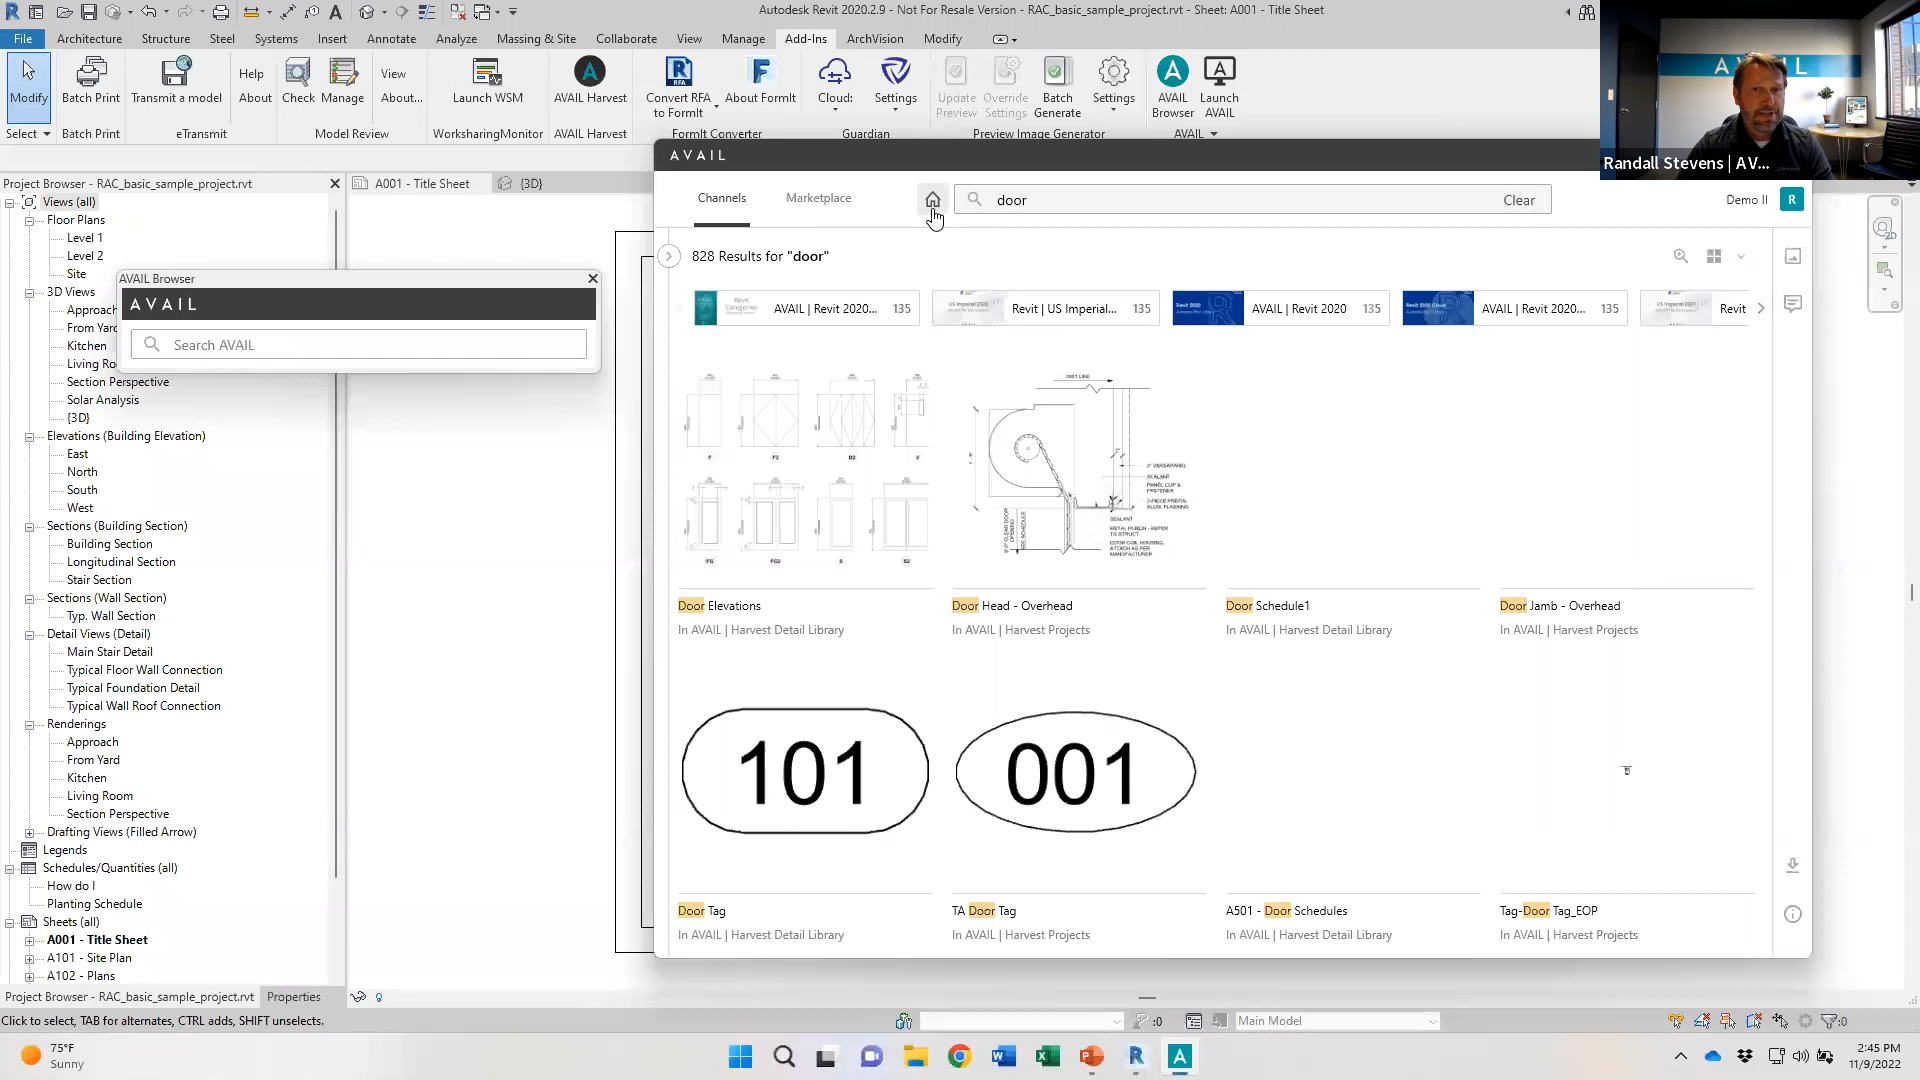 Autodesk Revit 2020.2.9 - Not For Resale Version - RAC_basic_sample_project.rvt - Sheet: A001 - Title Sheet
File Architecture Structure Steel Systems Insert Annotate Analyze Massing & Site Collaborate View Manage Add-Ins ArchVision Modify
Modify
Batch Print
Transmit a model
Help
About
Check
Manage
View
About...
Launch WSM
AVAIL Harvest
Convert RFA
to FormIt
About FormIt
Cloud:
Settings
Update
Preview
Override
Settings
Batch
Generate
Settings
AVAIL
Browser
Launch
AVAIL
Select
Batch Print
eTransmit
Model Review
WorksharingMonitor
AVAIL Harvest
FormIt Converter
Guardian
Preview Image Generator
AVAIL
AVAIL
Randall Stevens | AV...
Project Browser - RAC_basic_sample_project.rvt
A001 - Title Sheet
{3D}
Views (all)
Floor Plans
Level 1
Level 2
Site
3D Views
Approach
From Yard
Kitchen
Living Ro
Section Perspective
Solar Analysis
{3D}
Elevations (Building Elevation)
East
North
South
West
Sections (Building Section)
Building Section
Longitudinal Section
Stair Section
Sections (Wall Section)
Typ. Wall Section
Detail Views (Detail)
Main Stair Detail
Typical Floor Wall Connection
Typical Foundation Detail
Typical Wall Roof Connection
Renderings
Approach
From Yard
Kitchen
Living Room
Section Perspective
Drafting Views (Filled Arrow)
Legends
Schedules/Quantities (all)
How do I
Planting Schedule
Sheets (all)
A001 - Title Sheet
A101 - Site Plan
A102 - Plans
Project Browser - RAC_basic_sample_project.rvt
Properties
AVAIL Browser
AVAIL
Search AVAIL
AVAIL
Channels
Marketplace
door
Clear
Demo II
R
828 Results for "door"
AVAIL | Revit 2020... 135
Revit | US Imperial... 135
AVAIL | Revit 2020 135
AVAIL | Revit 2020... 135
Revit
Door Elevations
In AVAIL | Harvest Detail Library
Door Head - Overhead
In AVAIL | Harvest Projects
Door Schedule1
In AVAIL | Harvest Detail Library
Door Jamb - Overhead
In AVAIL | Harvest Projects
101
001
Door Tag
In AVAIL | Harvest Detail Library
TA Door Tag
In AVAIL | Harvest Projects
A501 - Door Schedules
In AVAIL | Harvest Detail Library
Tag-Door Tag_EOP
In AVAIL | Harvest Projects
Click to select, TAB for alternates, CTRL adds, SHIFT unselects.
:0
Main Model
:0
75°F
Sunny
2:45 PM
11/9/2022